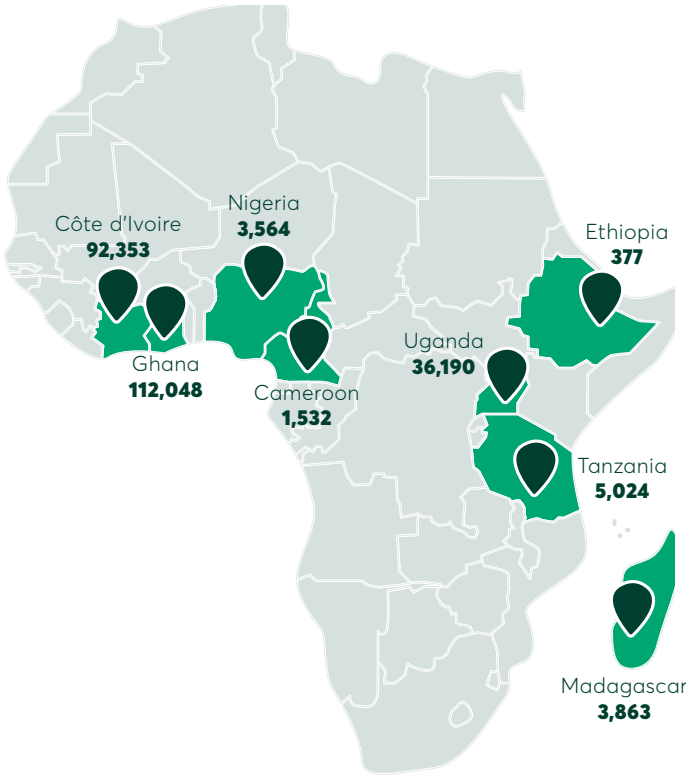 Nigeria
3,564
Côte d'Ivoire
92,353
Ethiopia
377
Uganda
36,190
Ghana
112,048
Cameroon
1,532
Tanzania
5,024
Madagascar
3,863